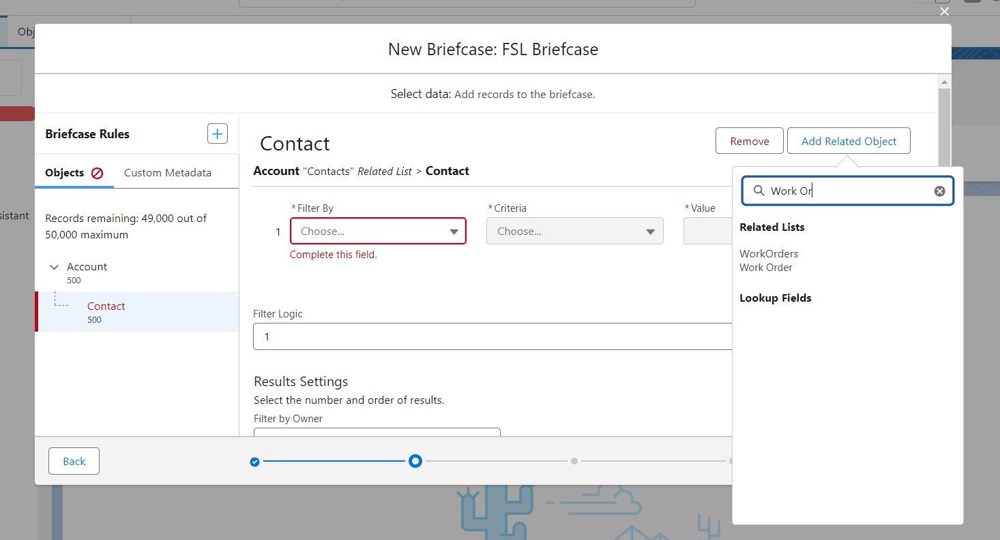 Obj
New Briefcase: FSL Briefcase
Select data: Add records to the briefcase.
Briefcase Rules
Objects
Custom Metadata
Records remaining: 49,000 out of
50,000 maximum
Account
500
Contact
500
Contact
Remove
Add Related Object
Account "Contacts" Related List > Contact
* Filter By
* Criteria
* Value
1
Choose...
Choose...
Complete this field.
Filter Logic
1
Results Settings
Select the number and order of results.
Filter by Owner
Work Or
Related Lists
WorkOrders
Work Order
Lookup Fields
Back
sistant